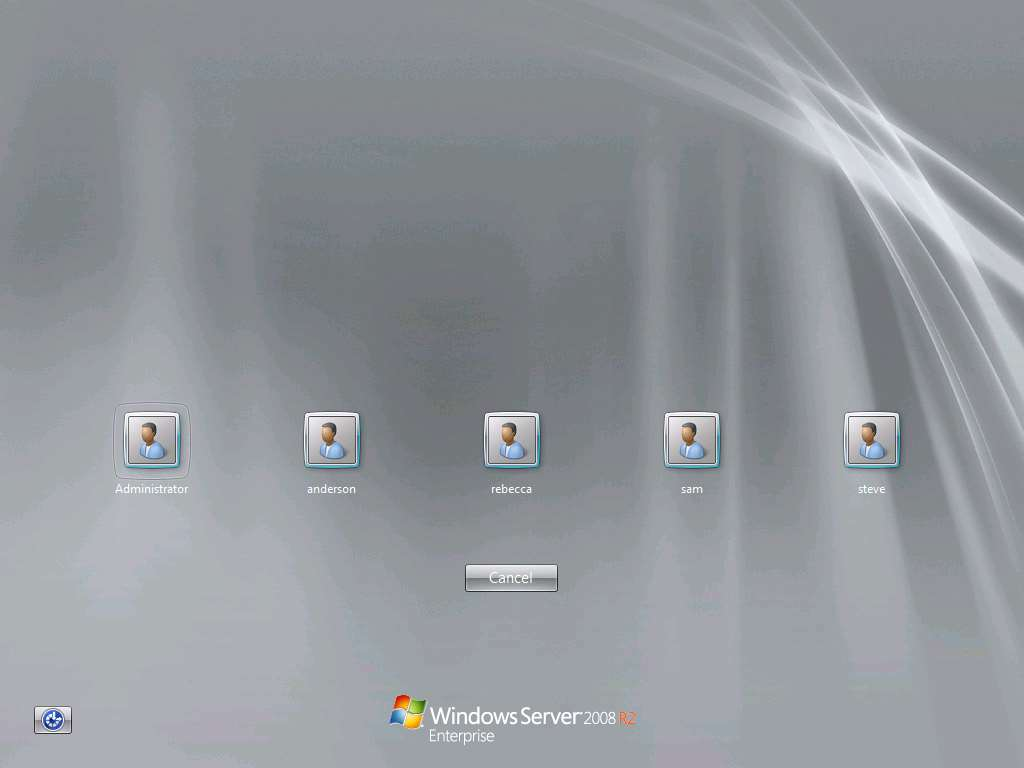 Administrator
anderson
rebecca
sam
steve
Cancel
Windows Server 2008 R2
Enterprise